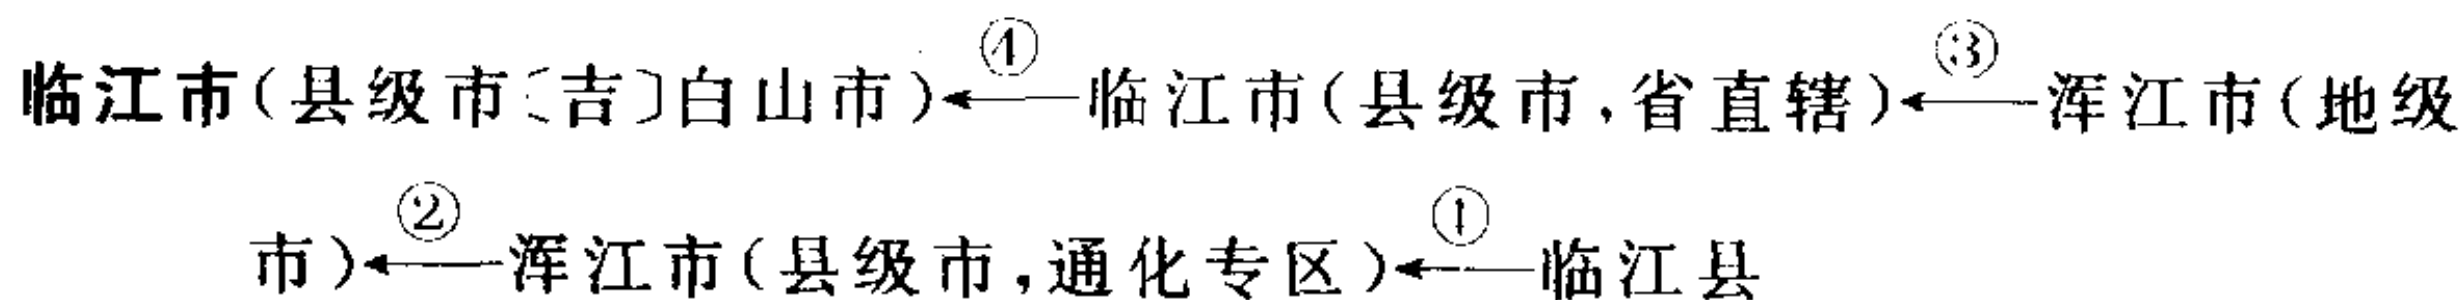 临江市(县级市〔吉〕白山市)←④—临江市(县级市,省直辖)←③—浑江市(地级
市)←②—浑江市(县级市,通化专区)←①—临江县